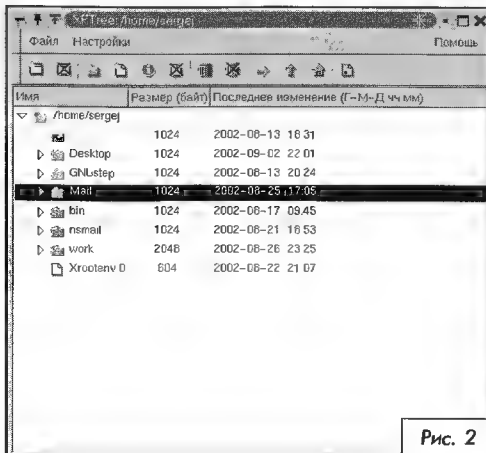 XFTree: /home/sergej
Файл Настройки Помощь
Имя Размер (байт) Последнее изменение (Г-М-Д чч мм)
/home/sergej
1024 2002-08-13 18 31
Desktop 1024 2002-09-02 22 01
GNUstep 1024 2002-08-13 20 24
Mail 1024 2002-08-25 17:05
bin 1024 2002-08-17 09.45
nsmail 1024 2002-08-21 18 53
work 2048 2002-08-26 23 25
Xrootenv 0 604 2002-08-22 21 07
Рис. 2